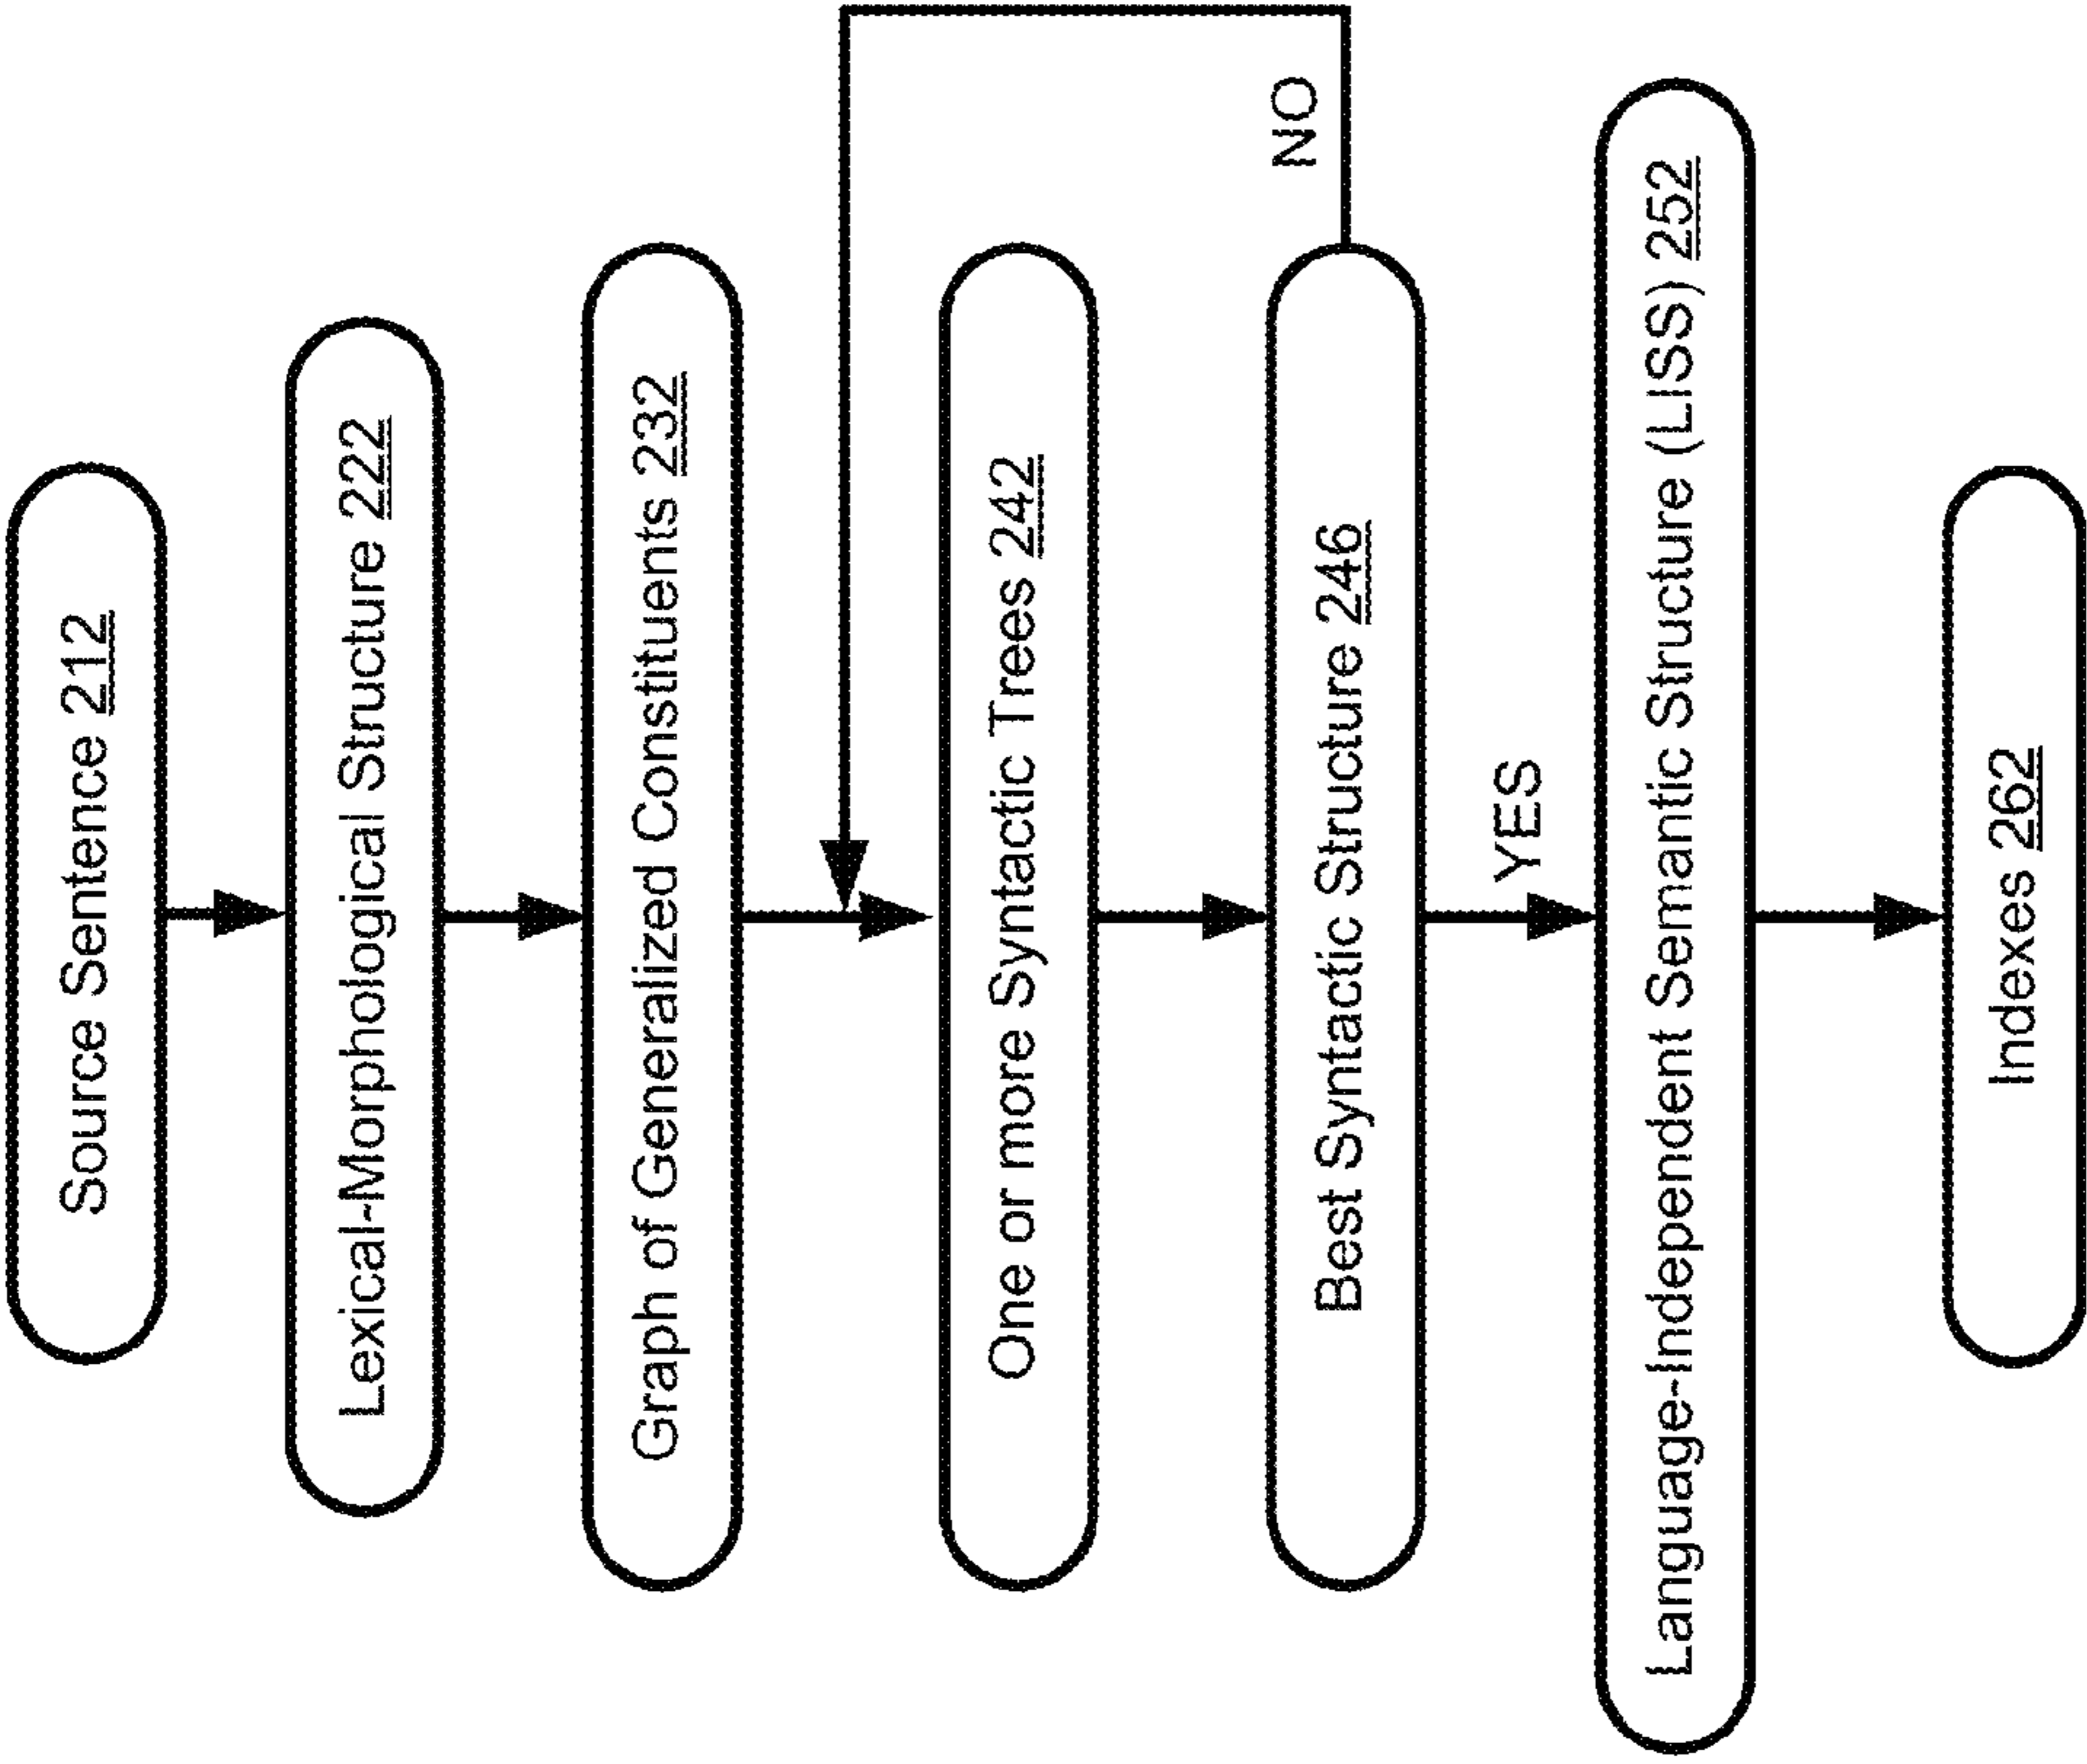 Source Sentence 212
Lexical-Morphological Structure 222
Graph of Generalized Constituents 232
One or more Syntactic Trees 242
Best Syntactic Structure 246
NO
YES
Language-Independent Semantic Structure (LISS) 252
Indexes 262